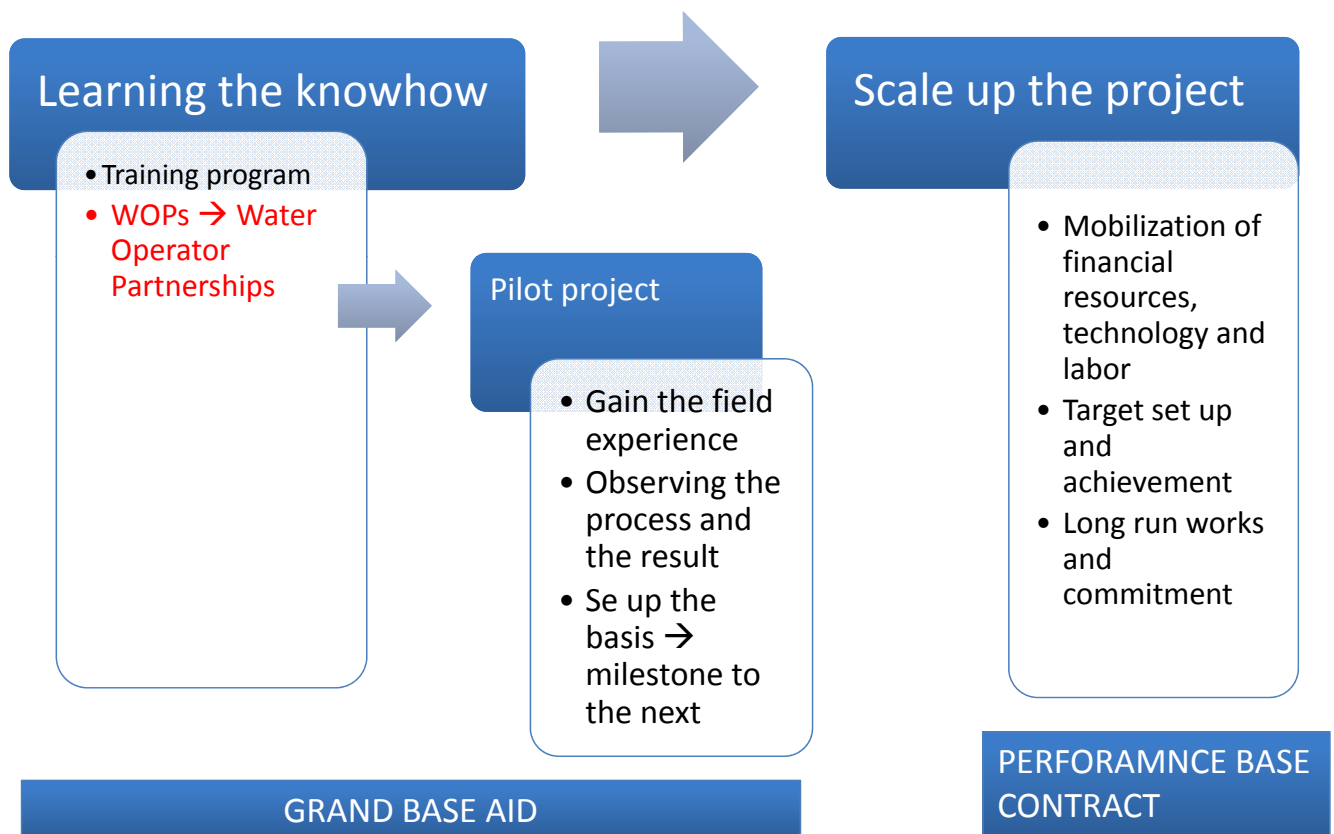 Learning the knowhow
•Training program
• WOPs → Water
Operator
Partnerships
Pilot project
• Gain the field
experience
• Observing the
process and
the result
• Se up the
basis →
milestone to
the next
GRAND BASE AID
Scale up the project
• Mobilization of
financial
resources,
technology and
labor
• Target set up
and
achievement
• Long run works
and
commitment
PERFORAMNCE BASE
CONTRACT